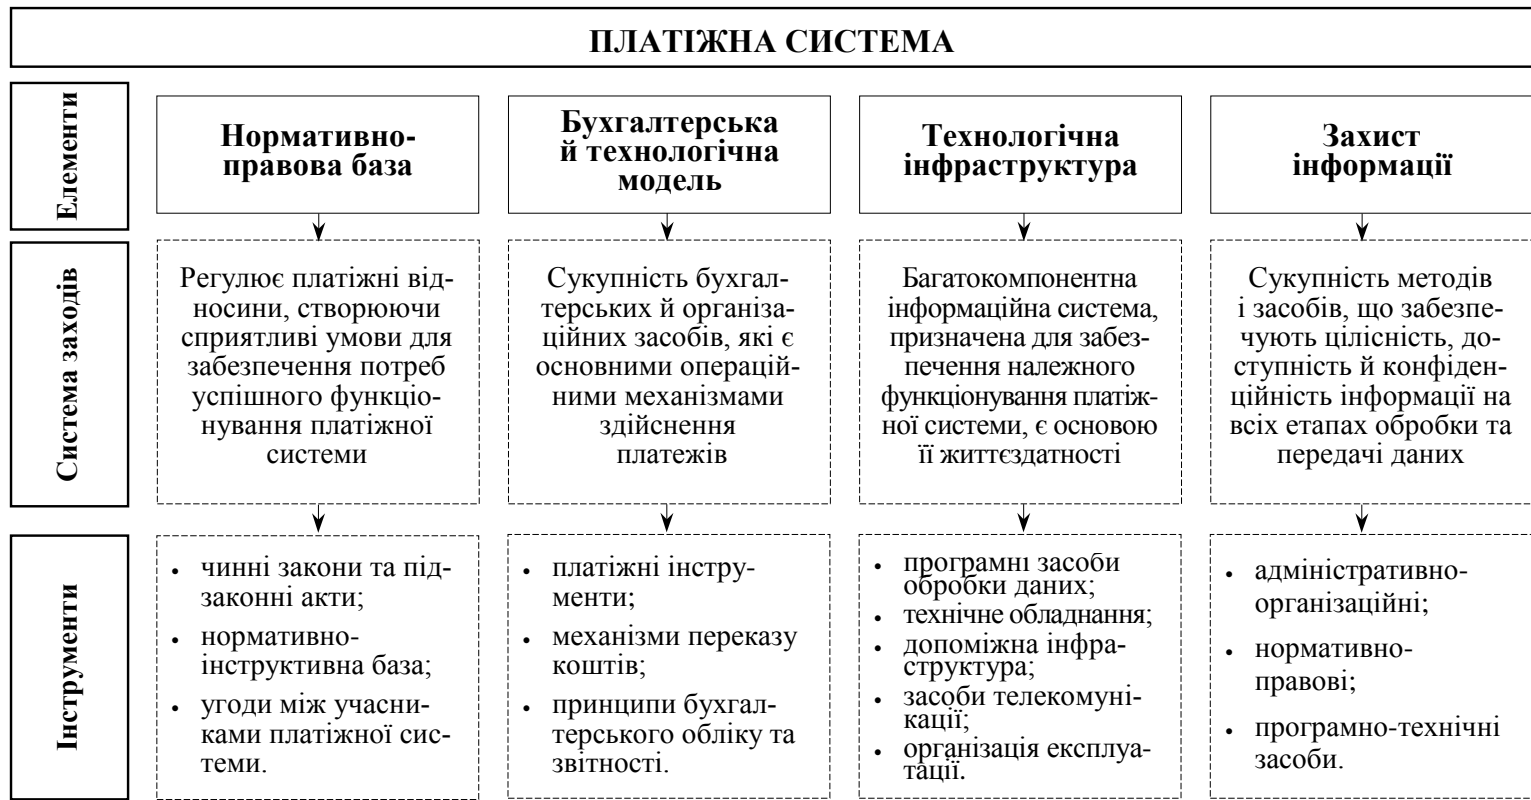 ПЛАТІЖНА СИСТЕМА
Елементи
Нормативно-
правова база
Бухгалтерська
й технологічна
модель
Технологічна
інфраструктура
Захист
інформації
Система заходів
Регулює платіжні від-
носини, створюючи
сприятливі умови для
забезпечення потреб
успішного функціо-
нування платіжної
системи
Сукупність бухгал-
терських й організа-
ційних засобів, які є
основними операцій-
ними механізмами
здійснення
платежів
Багатокомпонентна
інформаційна система,
призначена для забез-
печення належного
функціонування платіж-
ної системи, є основою
її життєздатності
Сукупність методів
і засобів, що забезпе-
чують цілісність, до-
ступність й конфіден-
ційність інформації на
всіх етапах обробки та
передачі даних
Інструменти
• чинні закони та під-
законні акти;
• нормативно-
інструктивна база;
• угоди між учасни-
ками платіжної сис-
теми.
• платіжні інстру-
менти;
• механізми переказу
коштів;
• принципи бухгал-
терського обліку та
звітності.
• програмні засоби
обробки даних;
• технічне обладнання;
• допоміжна інфра-
структура;
• засоби телекомуні-
кації;
• організація експлуа-
тації.
• адміністративно-
організаційні;
• нормативно-
правові;
• програмно-технічні
засоби.